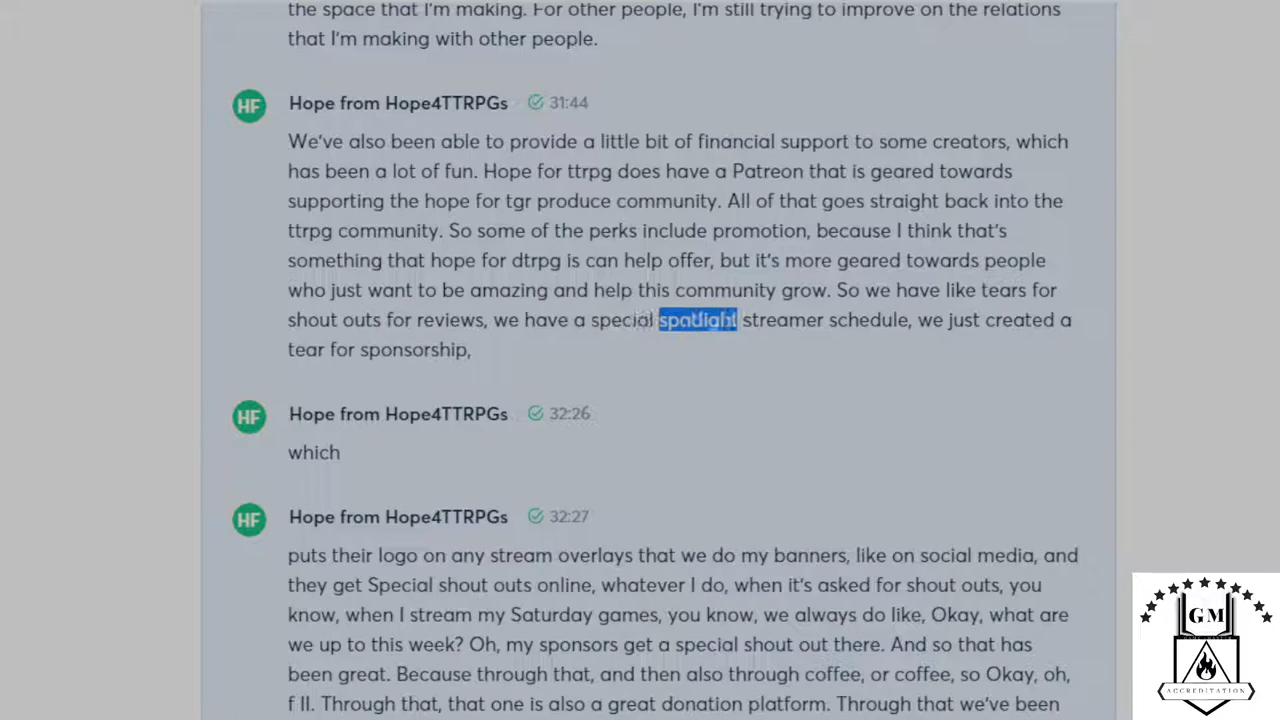 the space that I'm making. For other people, I'm still trying to improve on the relations
that I'm making with other people.
HF Hope from Hope4TTRPGs 31:44
We've also been able to provide a little bit of financial support to some creators, which
has been a lot of fun. Hope for ttrpg does have a Patreon that is geared towards
supporting the hope for tgr produce community. All of that goes straight back into the
ttrpg community. So some of the perks include promotion, because I think that's
something that hope for dtrpg is can help offer, but it's more geared towards people
who just want to be amazing and help this community grow. So we have like tears for
shout outs for reviews, we have a special spotlight streamer schedule, we just created a
tear for sponsorship,
HF Hope from Hope4TTRPGs 32:26
which
HF Hope from Hope4TTRPGs 32:27
puts their logo on any stream overlays that we do my banners, like on social media, and
they get Special shout outs online, whatever I do, when it's asked for shout outs, you
know, when I stream my Saturday games, you know, we always do like, Okay, what are
we up to this week? Oh, my sponsors get a special shout out there. And so that has
been great. Because through that, and then also through coffee, or coffee, so Okay, oh,
f II. Through that, that one is also a great donation platform. Through that we've been
GM
ACCREDITATION